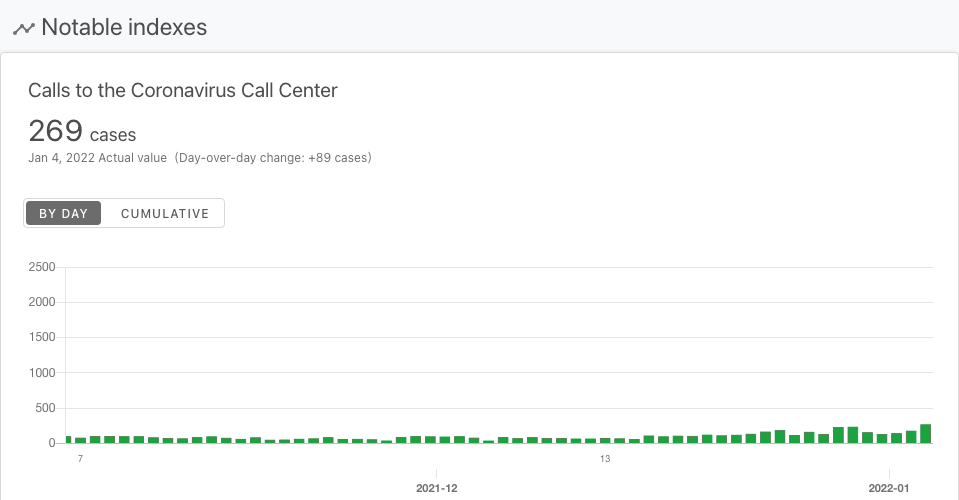 Notable indexes
Calls to the Coronavirus Call Center
269 cases
Jan 4, 2022 Actual value (Day-over-day change: +89 cases)
BY DAY CUMULATIVE
2500
2000
1500
1000
500
0
7 13
2021-12 2022-01